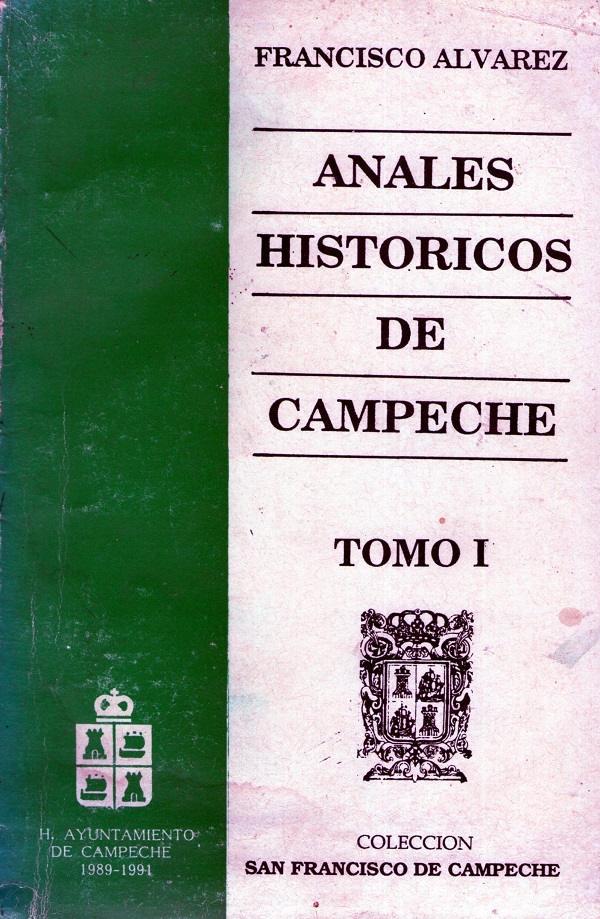 FRANCISCO ALVAREZ
ANALES
HISTORICOS
DE
CAMPECHE
TOMO I
H. AYUNTAMIENTO
DE CAMPECHE
1989-1991
COLECCION
SAN FRANCISCO DE CAMPECHE